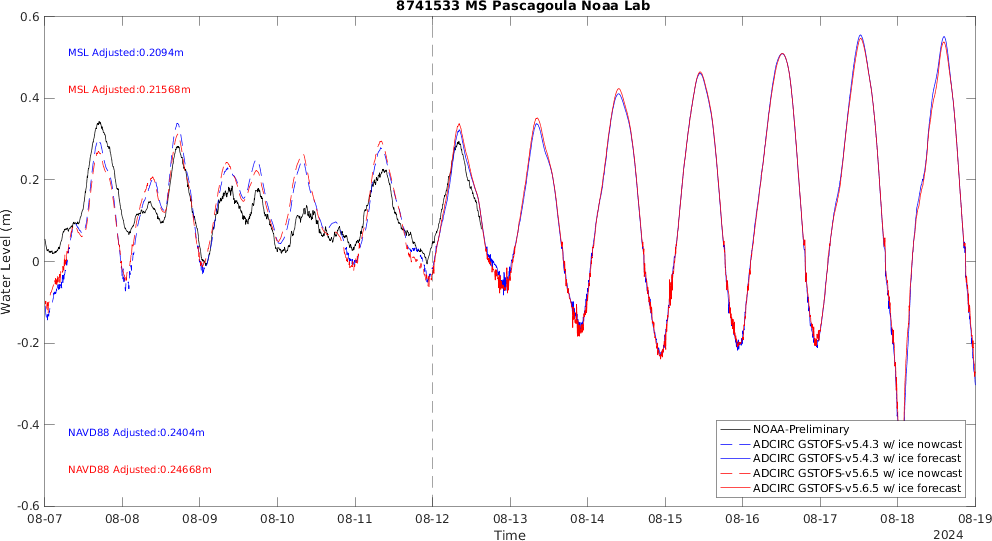 8741533 MS Pascagoula Noaa Lab
0.6
0.4
0.2
0
-0.2
-0.4
-0.6
Water Level (m)
MSL Adjusted:0.2094m
MSL Adjusted:0.21568m
NAVD88 Adjusted:0.2404m
NAVD88 Adjusted:0.24668m
NOAA-Preliminary
ADCIRC GSTOFS-v5.4.3 w/ ice nowcast
ADCIRC GSTOFS-v5.4.3 w/ ice forecast
ADCIRC GSTOFS-v5.6.5 w/ ice nowcast
ADCIRC GSTOFS-v5.6.5 w/ ice forecast
08-07 08-08 08-09 08-10 08-11 08-12 08-13 08-14 08-15 08-16 08-17 08-18 08-19
Time
2024